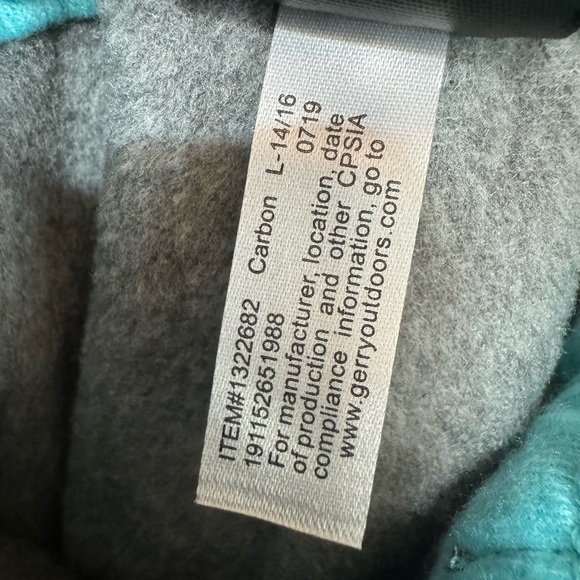 ITEM#1322682 Carbon L-14/16
191152651988 0719
For manufacturer, location, date
of production and other CPSIA
compliance information, go to
www.gerryoutdoors.com